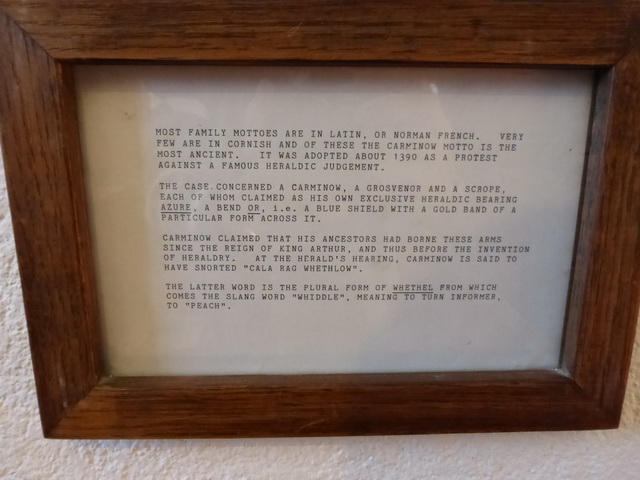 MOST FAMILY MOTTOES ARE IN LATIN, OR NORMAN FRENCH. VERY
FEW ARE IN CORNISH AND OF THESE THE CARMINOW MOTTO IS THE
MOST ANCIENT. IT WAS ADOPTED ABOUT 1390 AS A PROTEST
AGAINST A FAMOUS HERALDIC JUDGEMENT.
THE CASE CONCERNED A CARMINOW, A GROSVENOR AND A SCROPE,
EACH OF WHOM CLAIMED AS HIS OWN EXCLUSIVE HERALDIC BEARING
AZURE, A BEND OR, i.e. A BLUE SHIELD WITH A GOLD BAND OF A
PARTICULAR FORM ACROSS IT.
CARMINOW CLAIMED THAT HIS ANCESTORS HAD BORNE THESE ARMS
SINCE THE REIGN OF KING ARTHUR, AND THUS BEFORE THE INVENTION
OF HERALDRY. AT THE HERALD'S HEARING, CARMINOW IS SAID TO
HAVE SNORTED "CALA RAG WHETHLOW".
THE LATTER WORD IS THE PLURAL FORM OF WHETHEL FROM WHICH
COMES THE SLANG WORD "WHIDDLE", MEANING TO TURN INFORMER,
TO "PEACH".